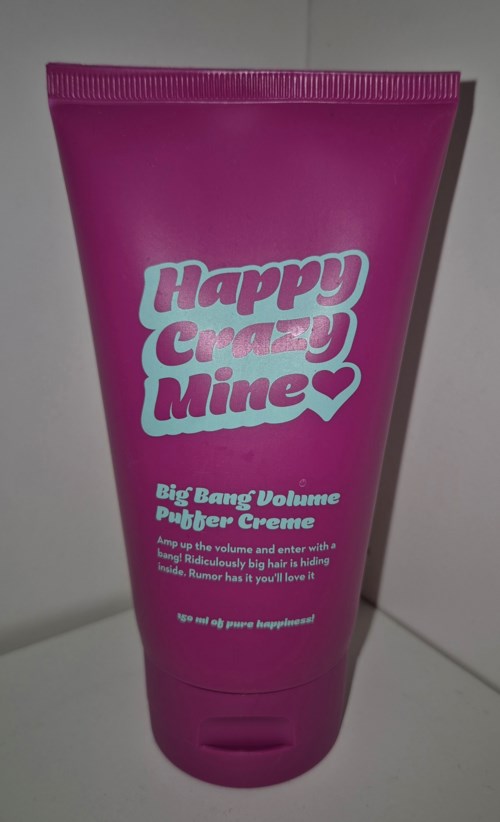 Happy
Crazy
Mine
Big Bang Volume
Puffer Creme
Amp up the volume and enter with a
bang! Ridiculously big hair is hiding
inside. Rumor has it you'll love it
150 ml of pure happiness!